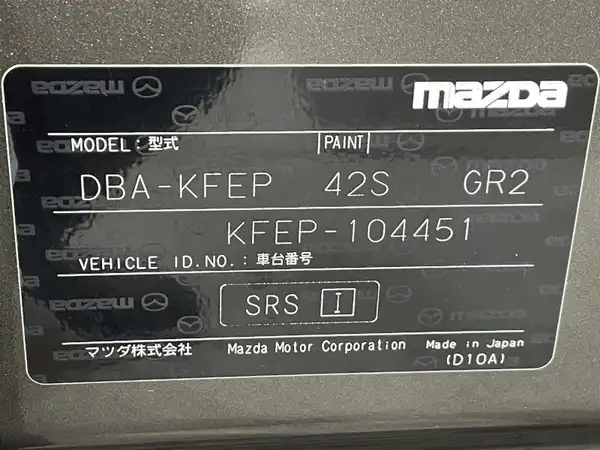 mazda
MODEL : 型式 PAINT
DBA-KFEP 42S GR2
KFEP-104451
VEHICLE ID.NO. : 車台番号
SRS I
マツダ株式会社 Mazda Motor Corporation Made in Japan
(D10A)